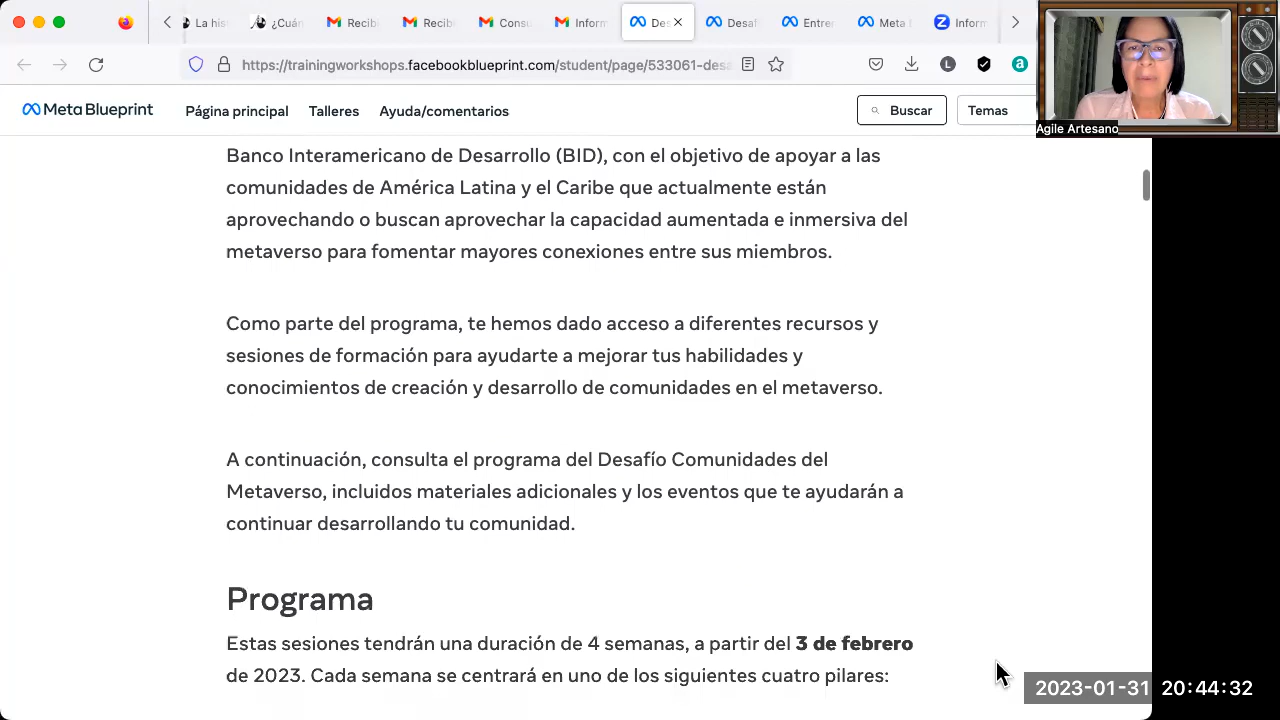 La his
¿Cuán
Recib
Recib
Consu
Inform
Des
Desaf
Entrer
Meta
Inform
https://trainingworkshops.facebookblueprint.com/student/page/533061-desa
Meta Blueprint
Página principal
Talleres
Ayuda/comentarios
Buscar
Temas
Agile Artesano
Banco Interamericano de Desarrollo (BID), con el objetivo de apoyar a las
comunidades de América Latina y el Caribe que actualmente están
aprovechando o buscan aprovechar la capacidad aumentada e inmersiva del
metaverso para fomentar mayores conexiones entre sus miembros.
Como parte del programa, te hemos dado acceso a diferentes recursos y
sesiones de formación para ayudarte a mejorar tus habilidades y
conocimientos de creación y desarrollo de comunidades en el metaverso.
A continuación, consulta el programa del Desafío Comunidades del
Metaverso, incluidos materiales adicionales y los eventos que te ayudarán a
continuar desarrollando tu comunidad.
Programa
Estas sesiones tendrán una duración de 4 semanas, a partir del 3 de febrero
de 2023. Cada semana se centrará en uno de los siguientes cuatro pilares:
2023-01-31 20:44:32